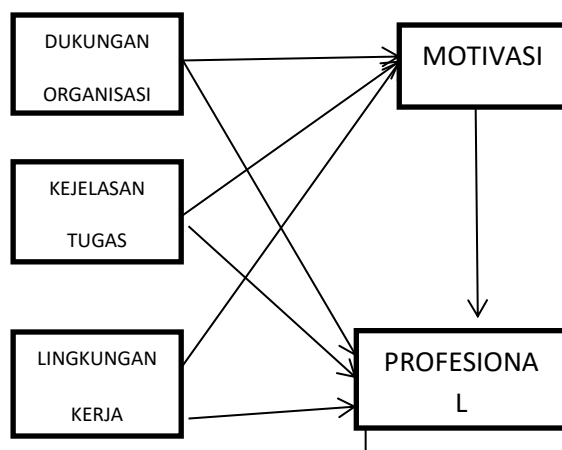 DUKUNGAN
ORGANISASI
MOTIVASI
KEJELASAN
TUGAS
LINGKUNGAN
KERJA
PROFESIONA
L